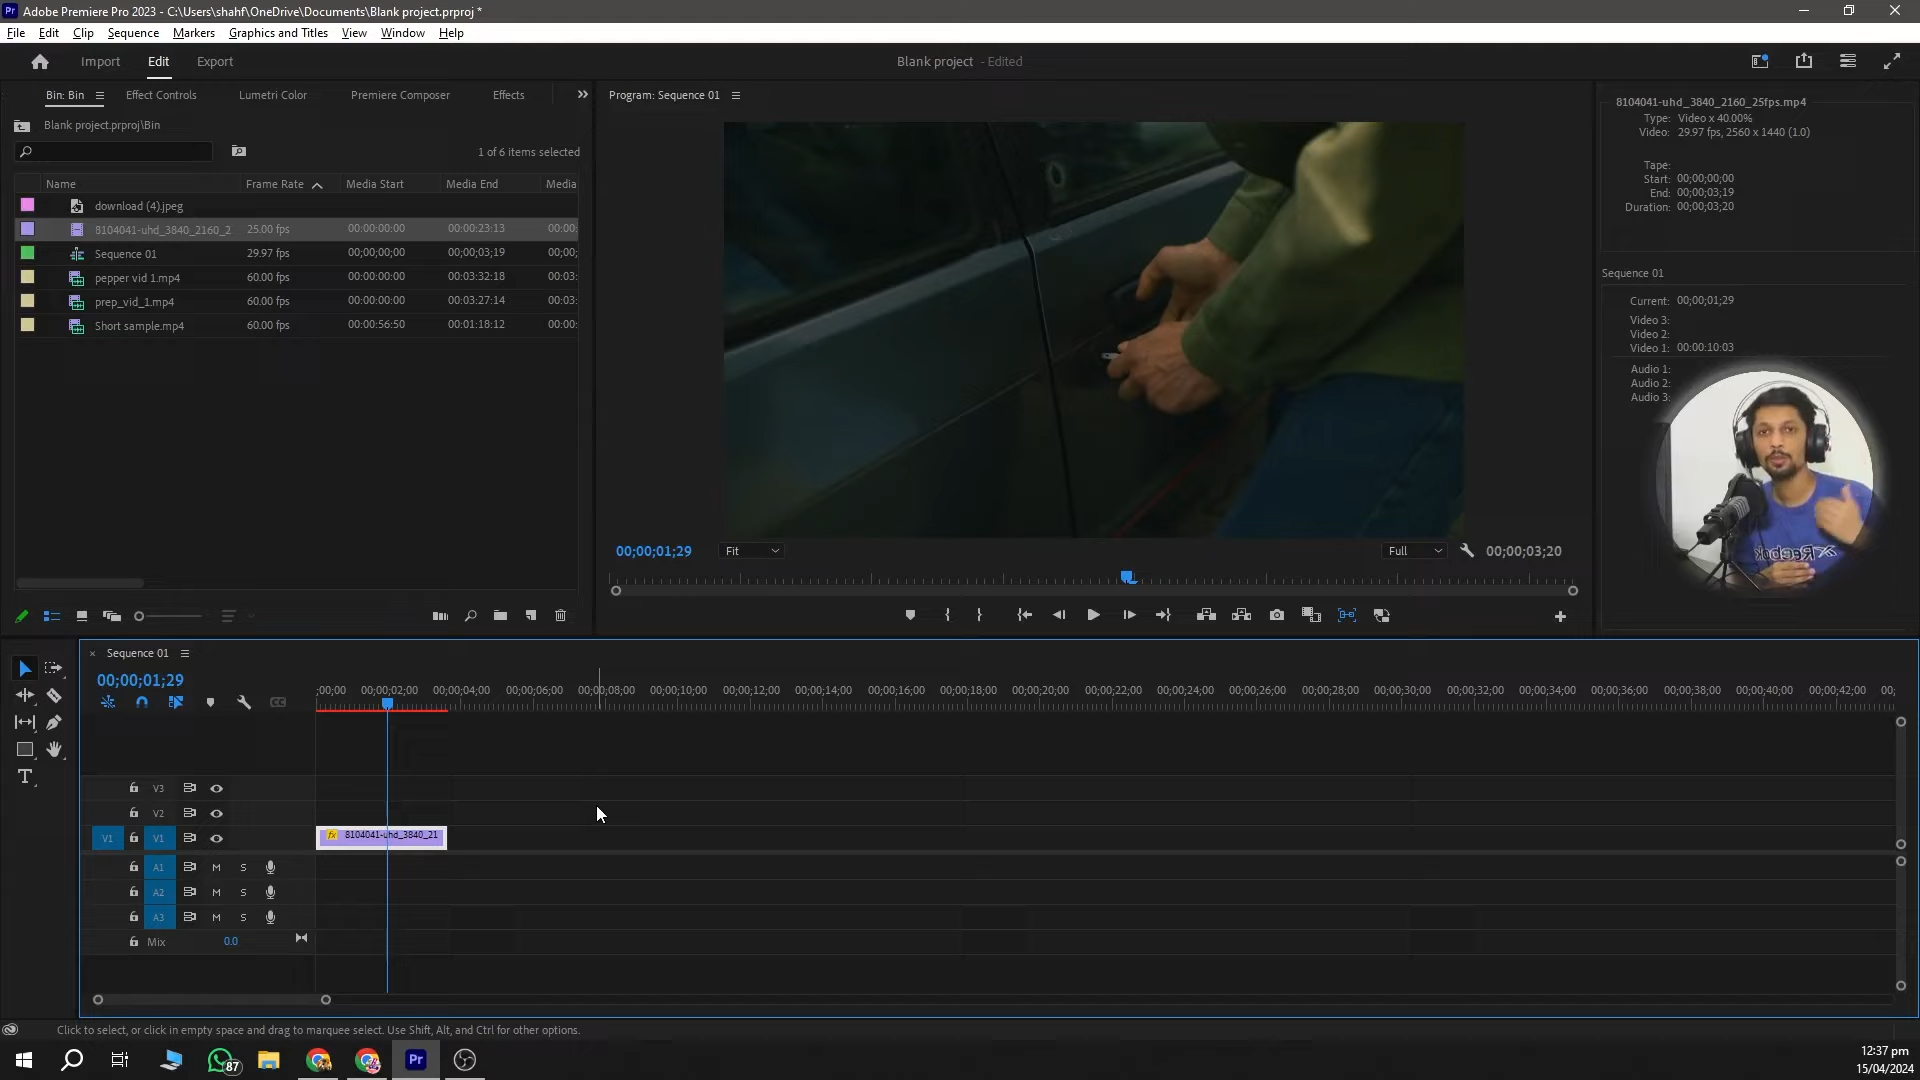 Pr Adobe Premiere Pro 2023 - C:\Users\shahf\OneDrive\Documents\Blank project.prproj *
File Edit Clip Sequence Markers Graphics and Titles View Window Help
Import Edit Export
Blank project - Edited
Bin: Bin Effect Controls Lumetri Color Premiere Composer Effects
Blank project.prproj\Bin
1 of 6 items selected
Name Frame Rate Media Start Media End Media
download (4).jpeg
8104041-uhd_3840_2160_2 25.00 fps 00:00:00:00 00:00:23:13 00:00:
Sequence 01 29.97 fps 00;00;00;00 00;00;03;19 00;00;
pepper vid 1.mp4 60.00 fps 00:00:00:00 00:03:32:18 00:03:
prep_vid_1.mp4 60.00 fps 00:00:00:00 00:03:27:14 00:03:
Short sample.mp4 60.00 fps 00:00:56:50 00:01:18:12 00:00:
Program: Sequence 01
00;00;01;29 Fit Full 00;00;03;20
8104041-uhd_3840_2160_25fps.mp4
Type: Video x 40.00%
Video: 29.97 fps, 2560 x 1440 (1.0)
Tape:
Start: 00;00;00;00
End: 00;00;03;19
Duration: 00;00;03;20
Sequence 01
Current: 00;00;01;29
Video 3:
Video 2:
Video 1: 00:00:10:03
Audio 1:
Audio 2:
Audio 3:
Reebok
Sequence 01
00;00;01;29
;00;00 00;00;02;00 00;00;04;00 00;00;06;00 00;00;08;00 00;00;10;00 00;00;12;00 00;00;14;00 00;00;16;00 00;00;18;00 00;00;20;00 00;00;22;00 00;00;24;00 00;00;26;00 00;00;28;00 00;00;30;00 00;00;32;00 00;00;34;00 00;00;36;00 00;00;38;00 00;00;40;00 00;00;42;00 00;
V3
V2
V1 V1 fx 8104041-uhd_3840_21
A1 M S
A2 M S
A3 M S
Mix 0.0
T
Click to select, or click in empty space and drag to marquee select. Use Shift, Alt, and Ctrl for other options.
87 Pr
12:37 pm
15/04/2024